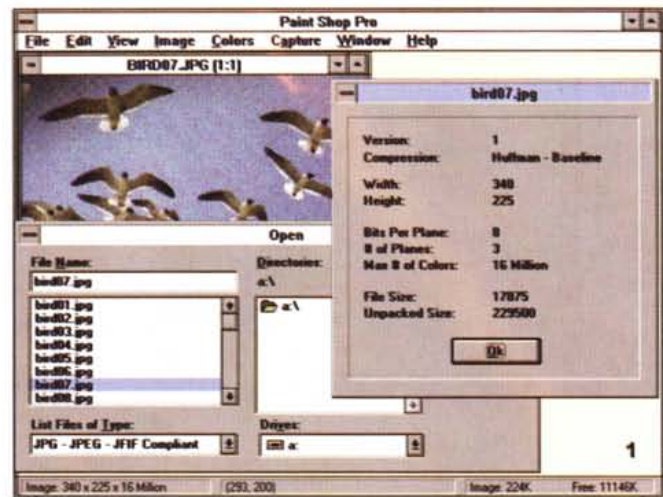 Paint Shop Pro
File Edit View Image Colors Capture Window Help
BIRD07.JPG [1:1]
bird07.jpg
Version: 1
Compression: Huffman - Baseline
Width: 340
Height: 225
Bits Per Plane: 8
# of Planes: 3
Max # of Colors: 16 Million
File Size: 17875
Unpacked Size: 229500
Ok
Open
File Name:
bird07.jpg
bird01.jpg
bird02.jpg
bird03.jpg
bird04.jpg
bird05.jpg
bird06.jpg
bird07.jpg
bird08.jpg
Directories:
a:\
a:\
List Files of Type:
JPG - JPEG - JFIF Compliant
Drives:
a:
1
Image: 340 x 225 x 16 Million (293, 200) Image: 224K Free: 11146K